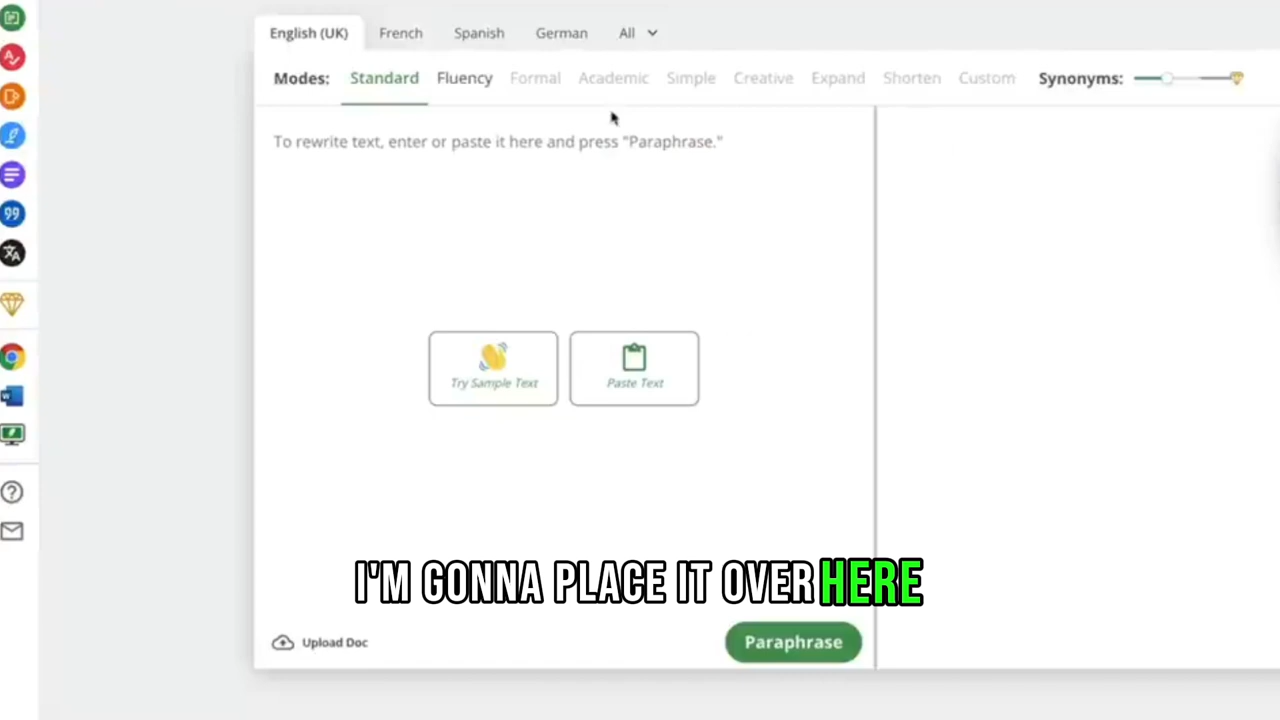 English (UK) French Spanish German All
Modes: Standard Fluency Formal Academic Simple Creative Expand Shorten Custom Synonyms:
To rewrite text, enter or paste it here and press "Paraphrase."
Try Sample Text Paste Text
I'M GONNA PLACE IT OVER HERE
Upload Doc Paraphrase